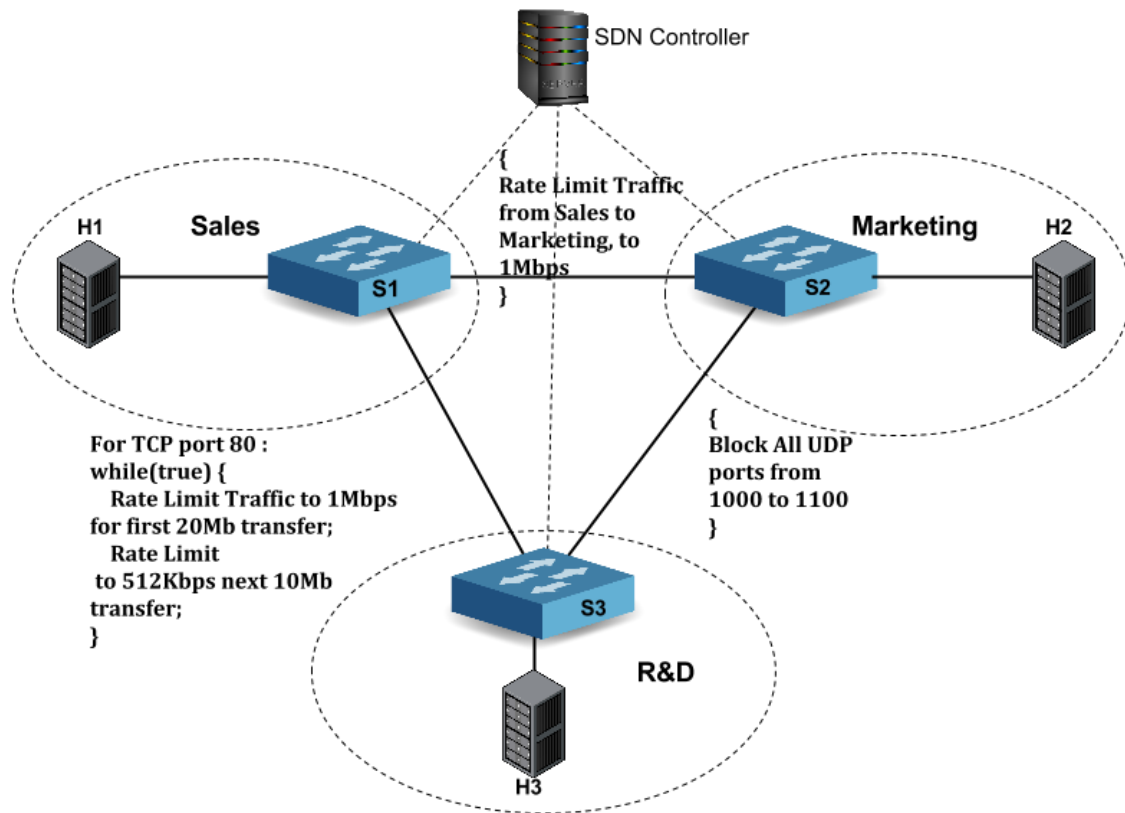 SDN Controller
{
Rate Limit Traffic
from Sales to
Marketing, to
1Mbps
}
Sales
H1
S1
Marketing
H2
S2
For TCP port 80 :
while(true) {
Rate Limit Traffic to 1Mbps
for first 20Mb transfer;
Rate Limit
to 512Kbps next 10Mb
transfer;
}
{
Block All UDP
ports from
1000 to 1100
}
S3
R&D
H3